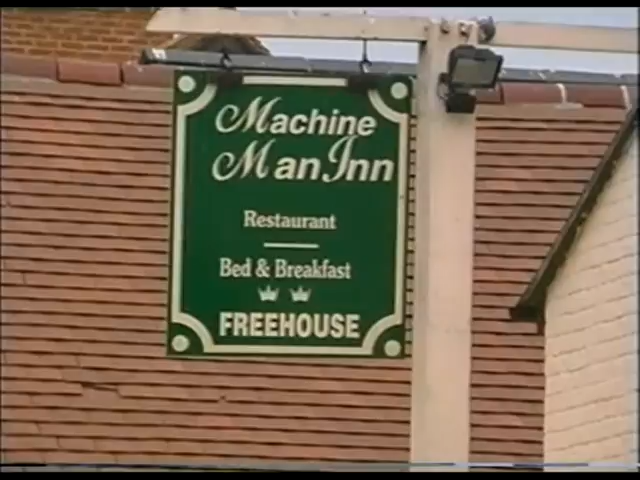 Machine
Man Inn
Restaurant
Bed & Breakfast
FREEHOUSE